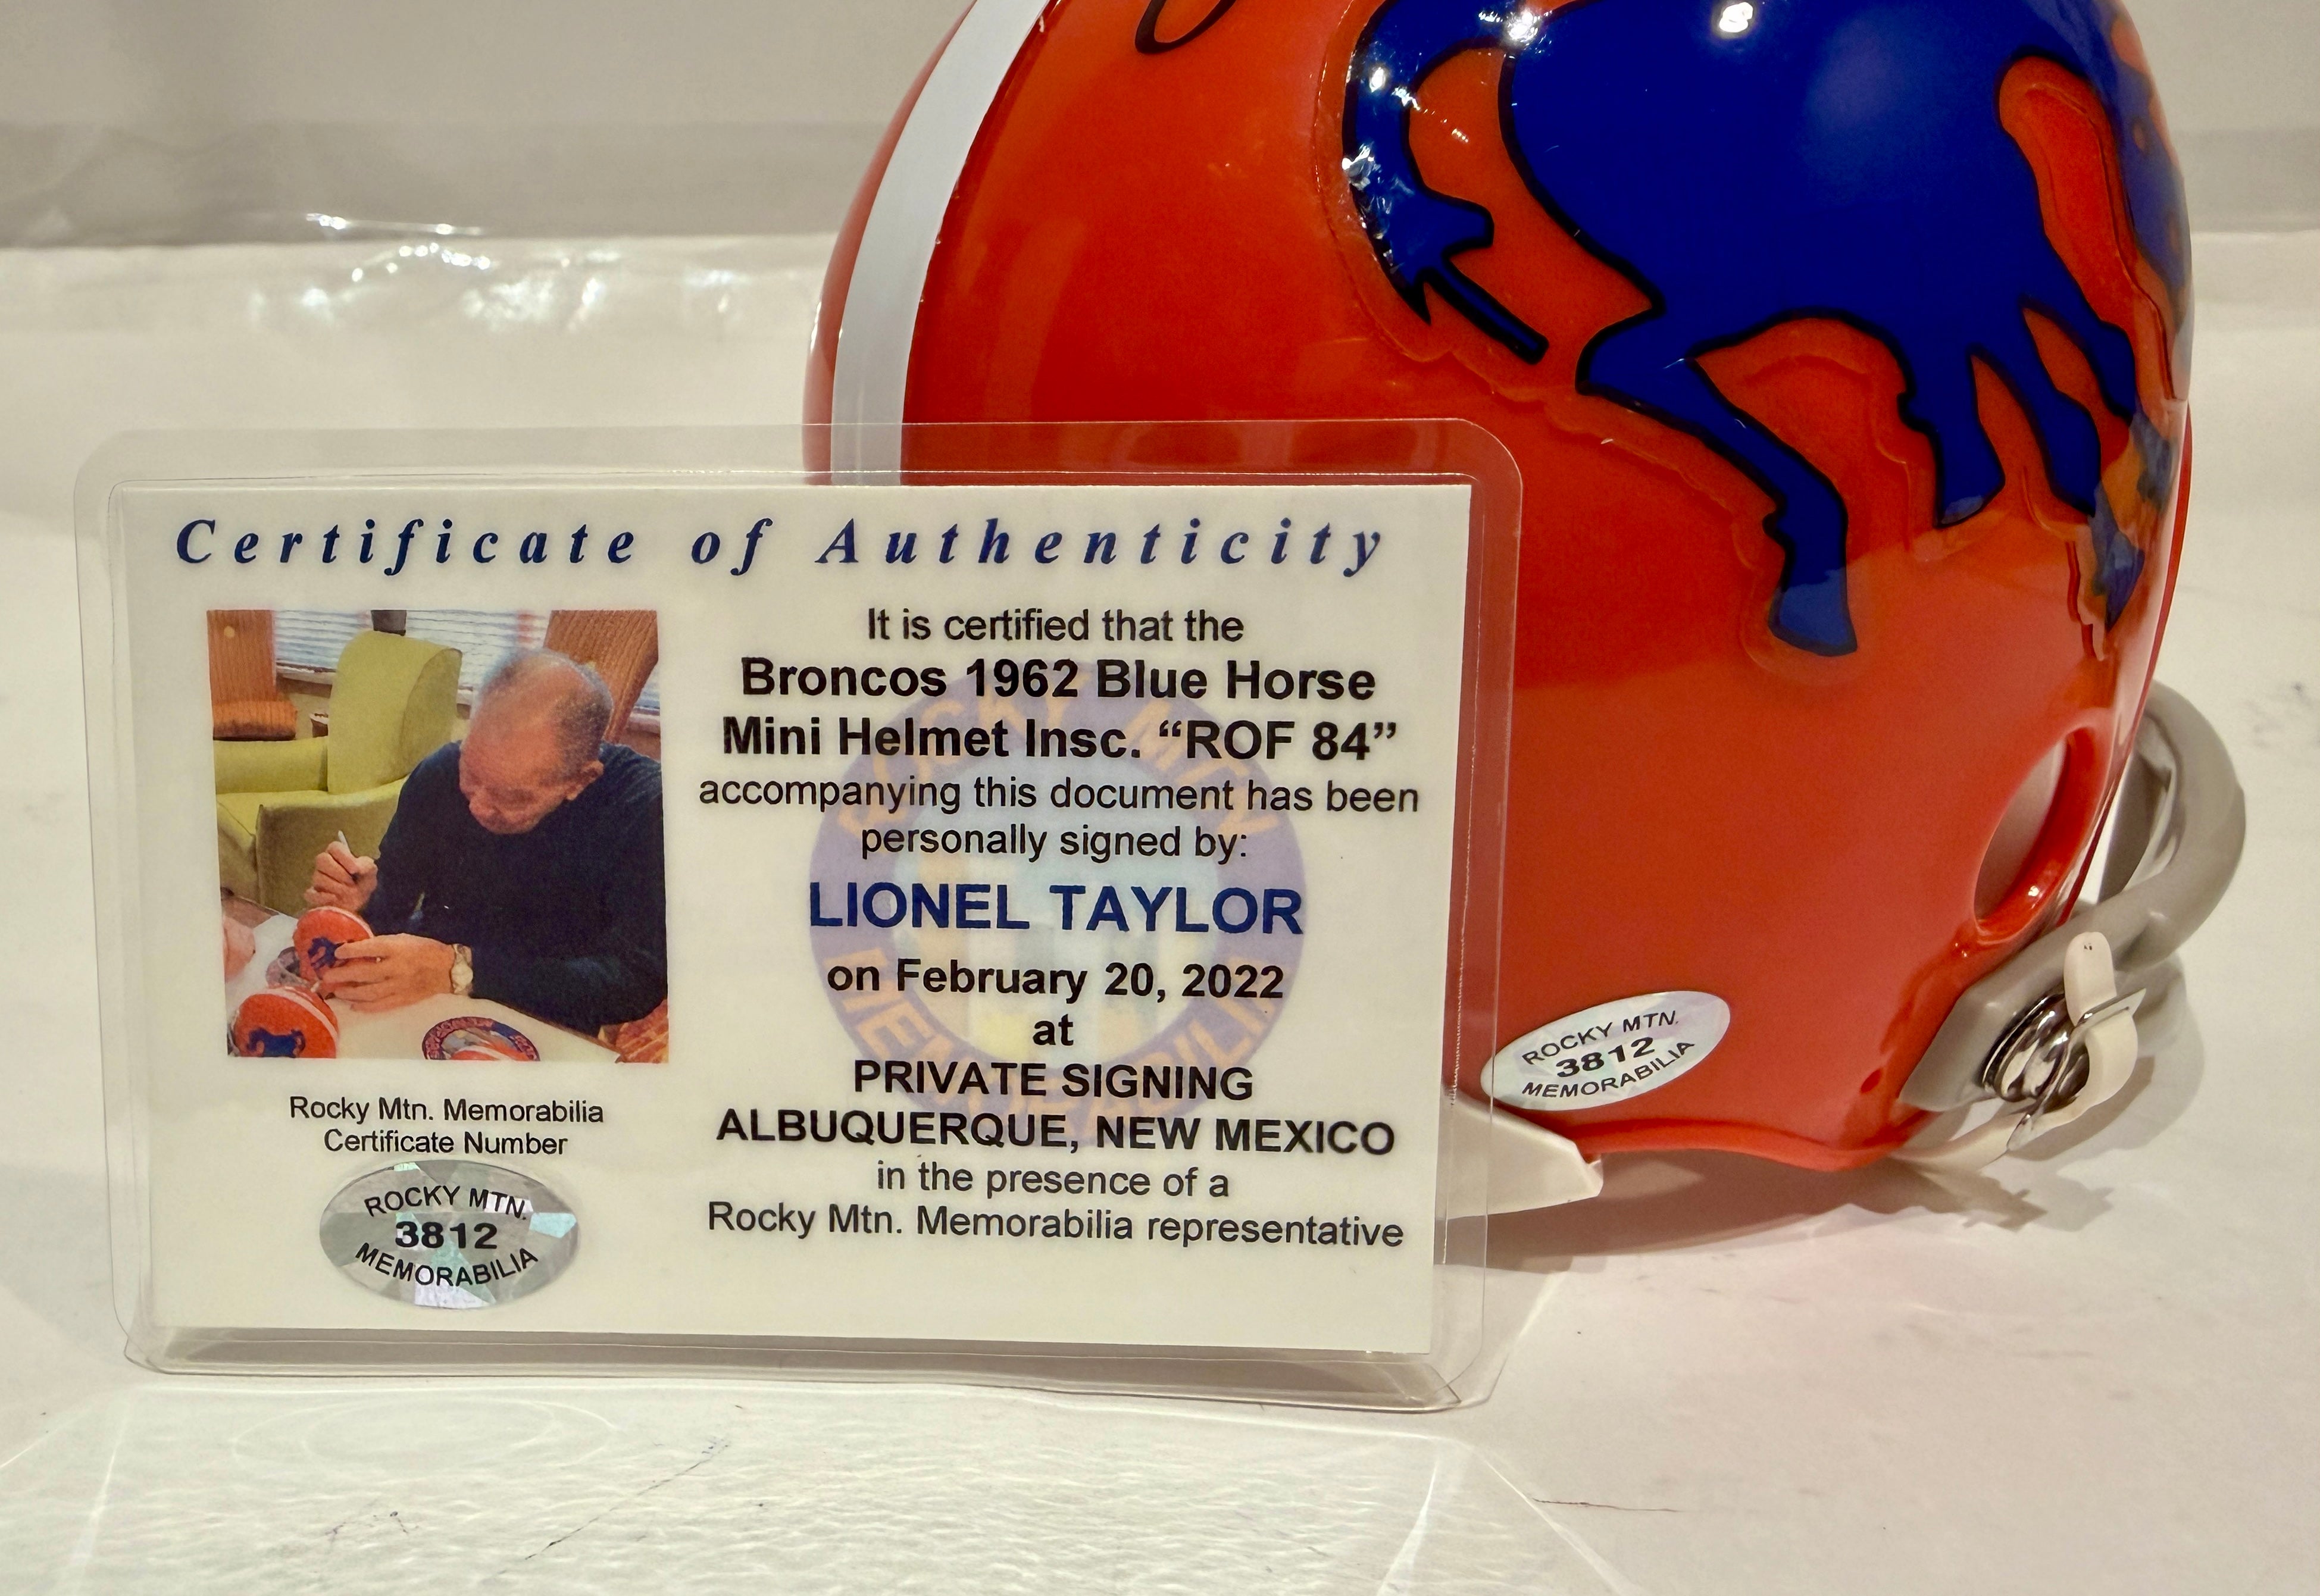 Certificate of Authenticity
It is certified that the
Broncos 1962 Blue Horse
Mini Helmet Insc. “ROF 84”
accompanying this document has been
personally signed by:
LIONEL TAYLOR
on February 20, 2022
at
PRIVATE SIGNING
ALBUQUERQUE, NEW MEXICO
in the presence of a
Rocky Mtn. Memorabilia representative
Rocky Mtn. Memorabilia
Certificate Number
ROCKY MTN.
3812
MEMORABILIA
ROCKY MTN.
3812
MEMORABILIA